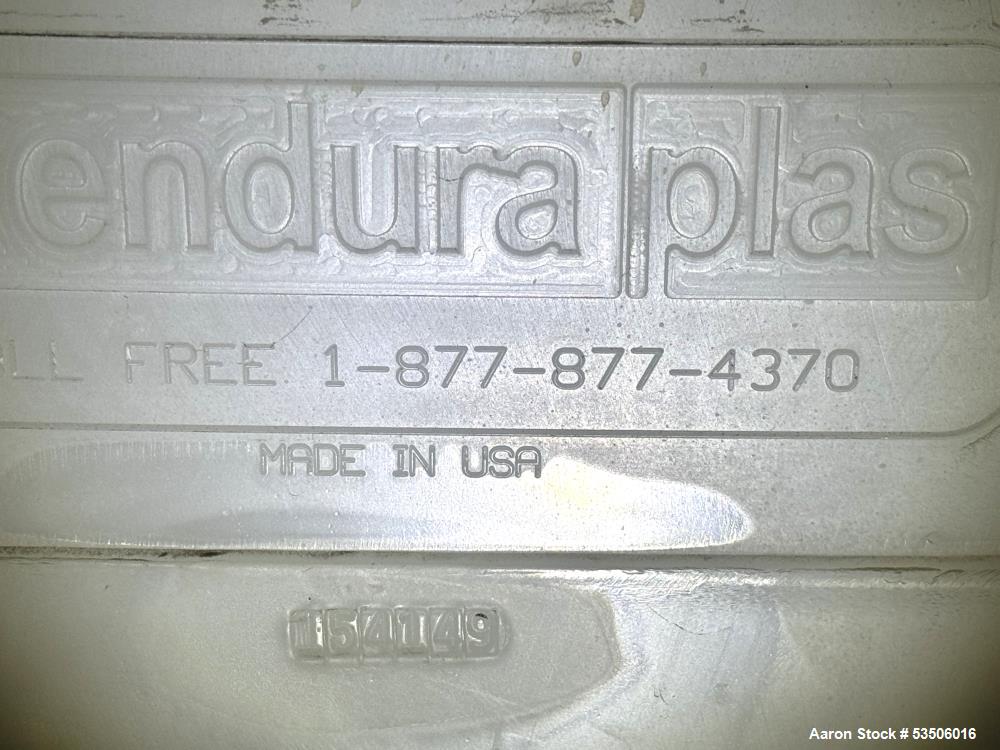 endura plas
LL FREE 1-877-877-4370
MADE IN USA
154149
Aaron Stock # 53506016